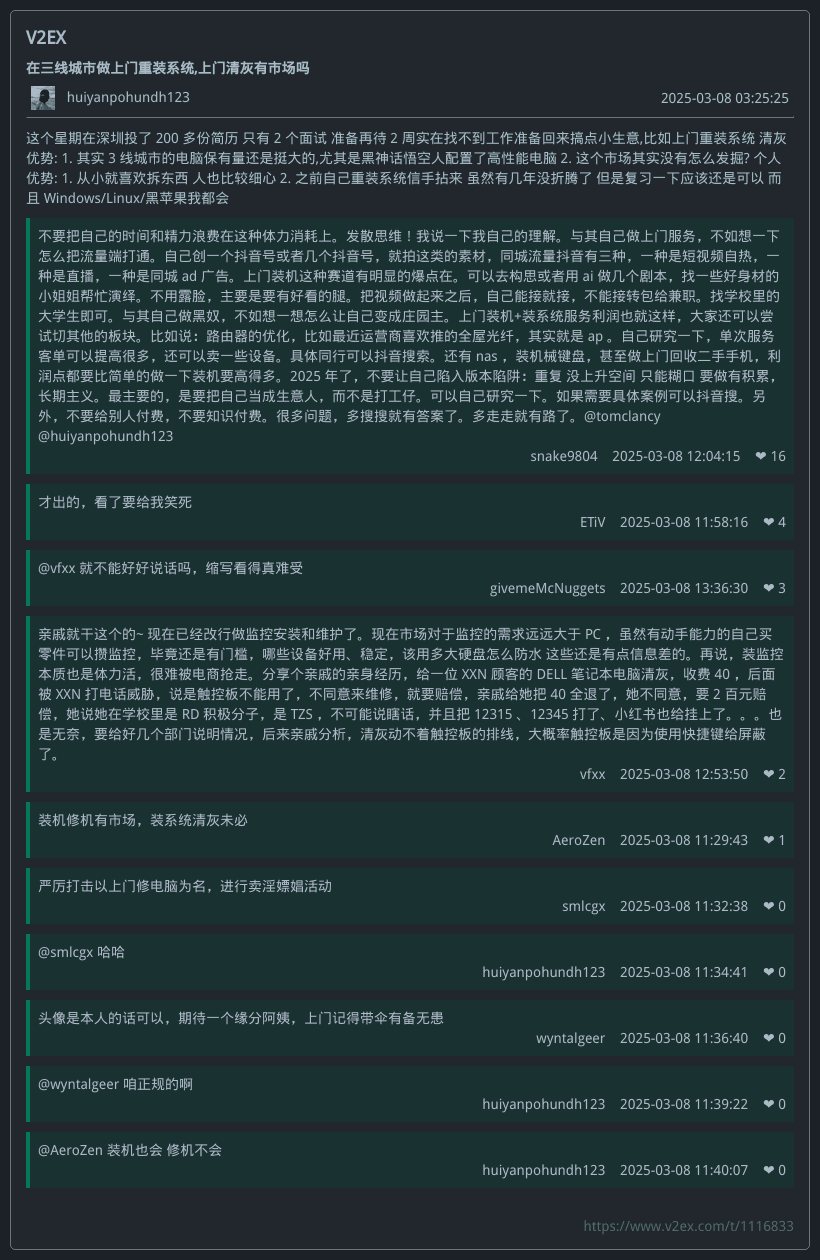 V2EX
在三线城市做上门重装系统,上门清灰有市场吗
huiyanpohundh123 2025-03-08 03:25:25
这个星期在深圳投了 200 多份简历 只有 2 个面试 准备再待 2 周实在找不到工作准备回来搞点小生意,比如上门重装系统 清灰
优势: 1. 其实 3 线城市的电脑保有量还是挺大的,尤其是黑神话悟空人配置了高性能电脑 2. 这个市场其实没有怎么发掘? 个人
优势: 1. 从小就喜欢拆东西 人也比较细心 2. 之前自己重装系统信手拈来 虽然有几年没折腾了 但是复习一下应该还是可以 而
且 Windows/Linux/黑苹果我都会
不要把自己的时间和精力浪费在这种体力消耗上。发散思维！我说一下我自己的理解。与其自己做上门服务，不如想一下
怎么把流量端打通。自己创一个抖音号或者几个抖音号，就拍这类的素材，同城流量抖音有三种，一种是短视频自热，一
种是直播，一种是同城 ad 广告。上门装机这种赛道有明显的爆点在。可以去构思或者用 ai 做几个剧本，找一些好身材的
小姐姐帮忙演绎。不用露脸，主要是要有好看的腿。把视频做起来之后，自己能接就接，不能接转包给兼职。找学校里的
大学生即可。与其自己做黑奴，不如想一想怎么让自己变成庄园主。上门装机+装系统服务利润也就这样，大家还可以尝
试切其他的板块。比如说：路由器的优化，比如最近运营商喜欢推的全屋光纤，其实就是 ap 。自己研究一下，单次服务
客单可以提高很多，还可以卖一些设备。具体同行可以抖音搜索。还有 nas ，装机械键盘，甚至做上门回收二手手机，利
润点都要比简单的做一下装机要高得多。2025 年了，不要让自己陷入版本陷阱：重复 没上升空间 只能糊口 要做有积累，
长期主义。最主要的，是要把自己当成生意人，而不是打工仔。可以自己研究一下。如果需要具体案例可以抖音搜。另
外，不要给别人付费，不要知识付费。很多问题，多搜搜就有答案了。多走走就有路了。@tomclancy
@huiyanpohundh123
snake9804 2025-03-08 12:04:15 ❤ 16
才出的，看了要给我笑死
ETiV 2025-03-08 11:58:16 ❤ 4
@vfxx 就不能好好说话吗，缩写看得真难受
givemeMcNuggets 2025-03-08 13:36:30 ❤ 3
亲戚就干这个的~ 现在已经改行做监控安装和维护了。现在市场对于监控的需求远远大于 PC ，虽然有动手能力的自己买
零件可以攒监控，毕竟还是有门槛，哪些设备好用、稳定，该用多大硬盘怎么防水 这些还是有点信息差的。再说，装监控
本质也是体力活，很难被电商抢走。分享个亲戚的亲身经历，给一位 XXN 顾客的 DELL 笔记本电脑清灰，收费 40 ，后面
被 XXN 打电话威胁，说是触控板不能用了，不同意来维修，就要赔偿，亲戚给她把 40 全退了，她不同意，要 2 百元赔
偿，她说她在学校里是 RD 积极分子，是 TZS ，不可能说瞎话，并且把 12315 、12345 打了、小红书也给挂上了。。。也
是无奈，要给好几个部门说明情况，后来亲戚分析，清灰动不着触控板的排线，大概率触控板是因为使用快捷键给屏蔽
了。
vfxx 2025-03-08 12:53:50 ❤ 2
装机修机有市场，装系统清灰未必
AeroZen 2025-03-08 11:29:43 ❤ 1
严厉打击以上门修电脑为名，进行卖淫嫖娼活动
smlcgx 2025-03-08 11:32:38 ❤ 0
@smlcgx 哈哈
huiyanpohundh123 2025-03-08 11:34:41 ❤ 0
头像是本人的话可以，期待一个缘分阿姨，上门记得带伞有备无患
wyntalgeer 2025-03-08 11:36:40 ❤ 0
@wyntalgeer 咱正规的啊
huiyanpohundh123 2025-03-08 11:39:22 ❤ 0
@AeroZen 装机也会 修机不会
huiyanpohundh123 2025-03-08 11:40:07 ❤ 0
https://www.v2ex.com/t/1116833